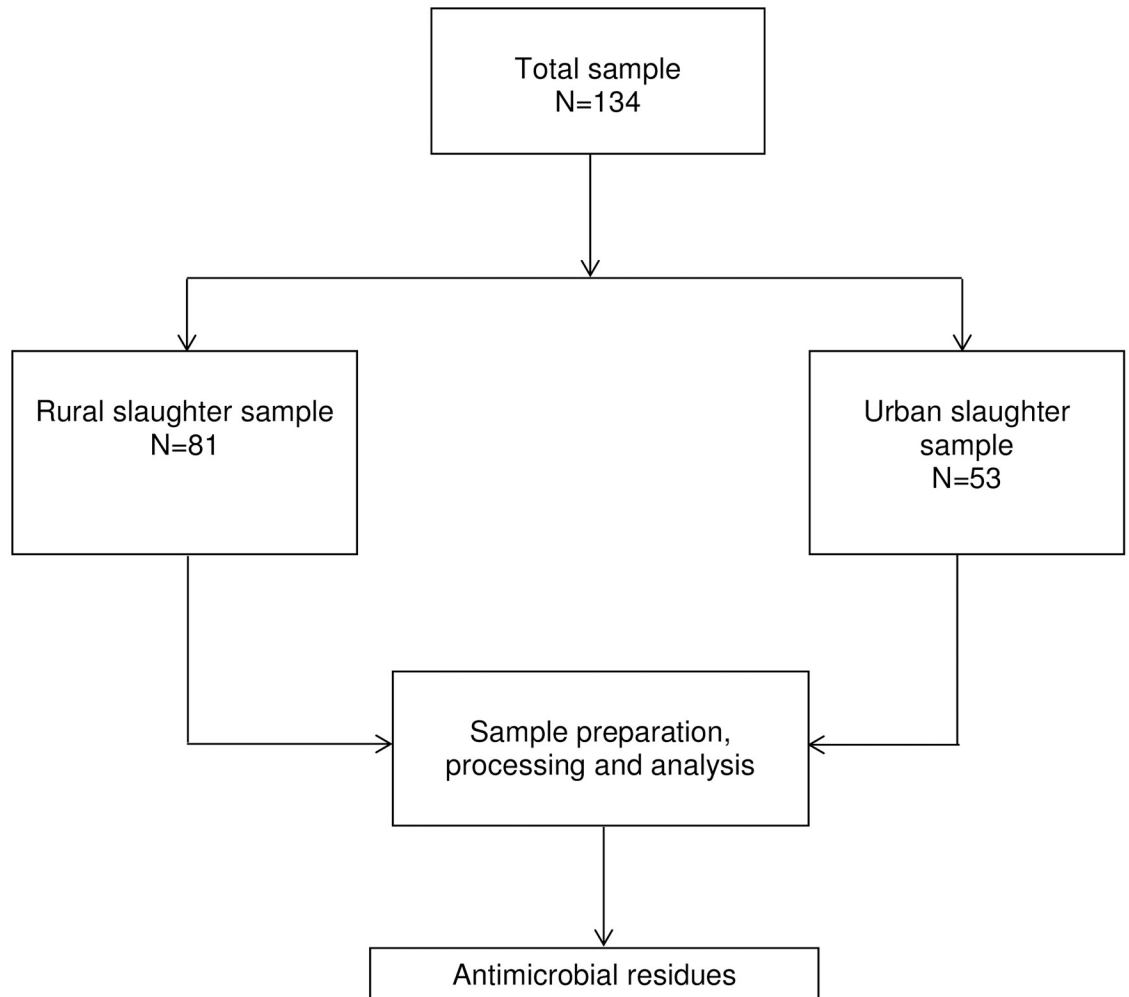 Total sample
N=134
Rural slaughter sample
N=81
Urban slaughter
sample
N=53
Sample preparation,
processing and analysis
Antimicrobial residues